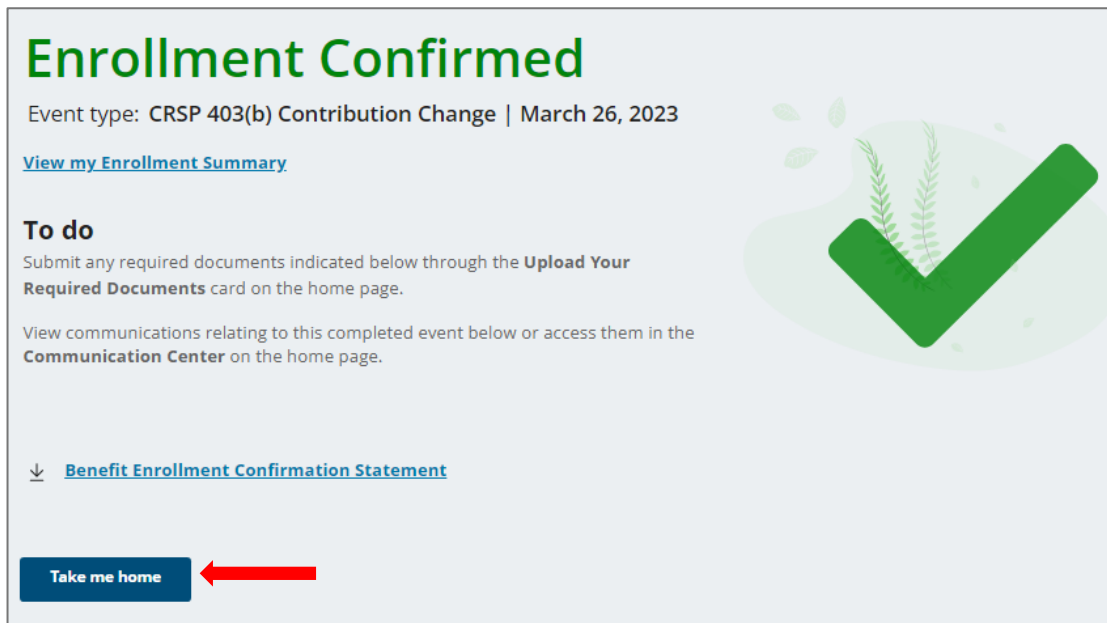 Enrollment Confirmed
Event type: CRSP 403(b) Contribution Change | March 26, 2023
View my Enrollment Summary
To do
Submit any required documents indicated below through the Upload Your
Required Documents card on the home page.
View communications relating to this completed event below or access them in the
Communication Center on the home page.
Benefit Enrollment Confirmation Statement
Take me home